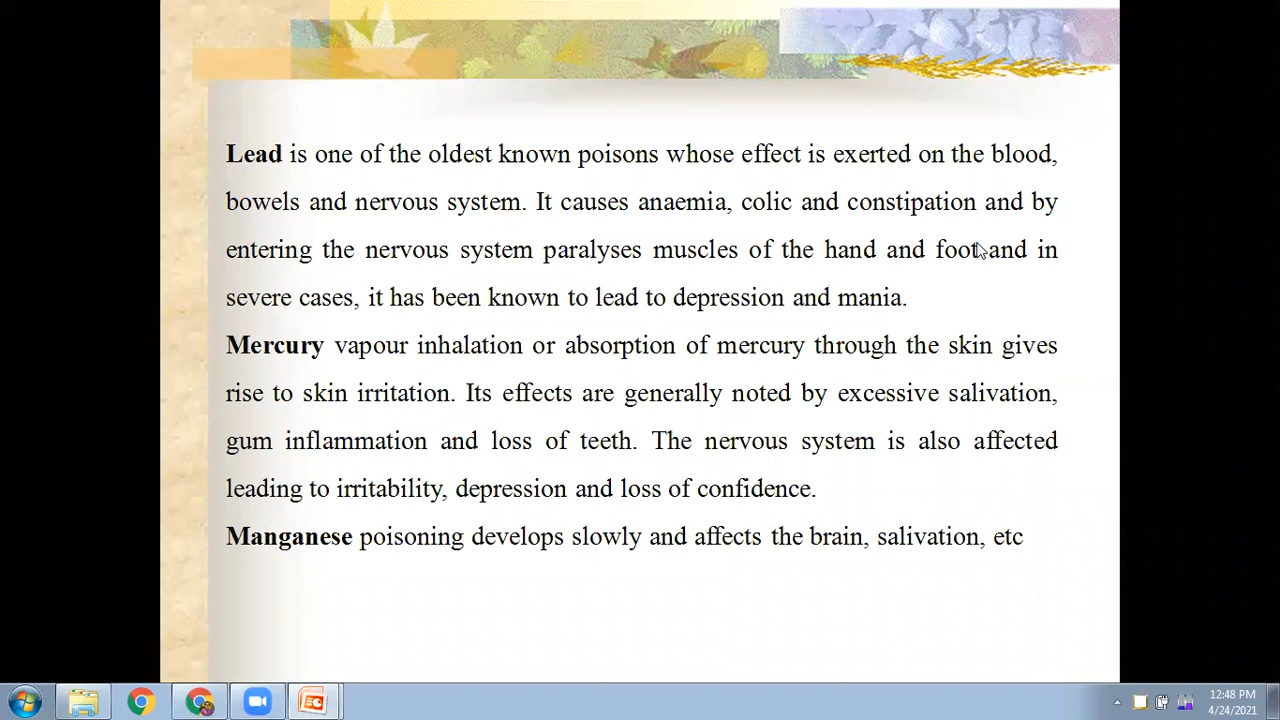 Lead is one of the oldest known poisons whose effect is exerted on the blood,
bowels and nervous system. It causes anaemia, colic and constipation and by
entering the nervous system paralyses muscles of the hand and foot and in
severe cases, it has been known to lead to depression and mania.
Mercury vapour inhalation or absorption of mercury through the skin gives
rise to skin irritation. Its effects are generally noted by excessive salivation,
gum inflammation and loss of teeth. The nervous system is also affected
leading to irritability, depression and loss of confidence.
Manganese poisoning develops slowly and affects the brain, salivation, etc
12:48 PM
4/24/2021